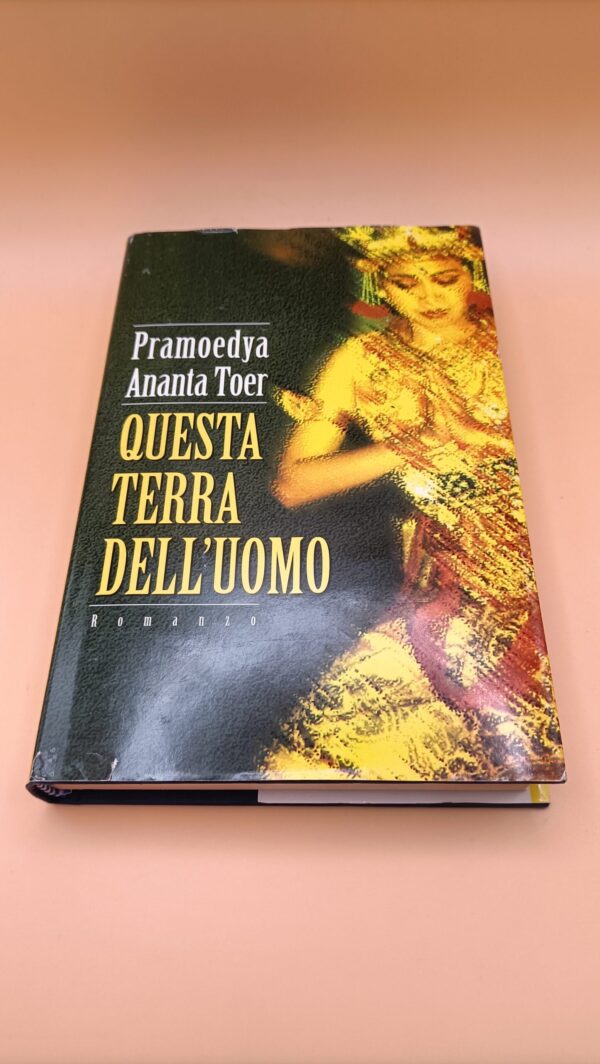 Pramoedya
Ananta Toer
QUESTA
TERRA
DELL'UOMO
Romanzo